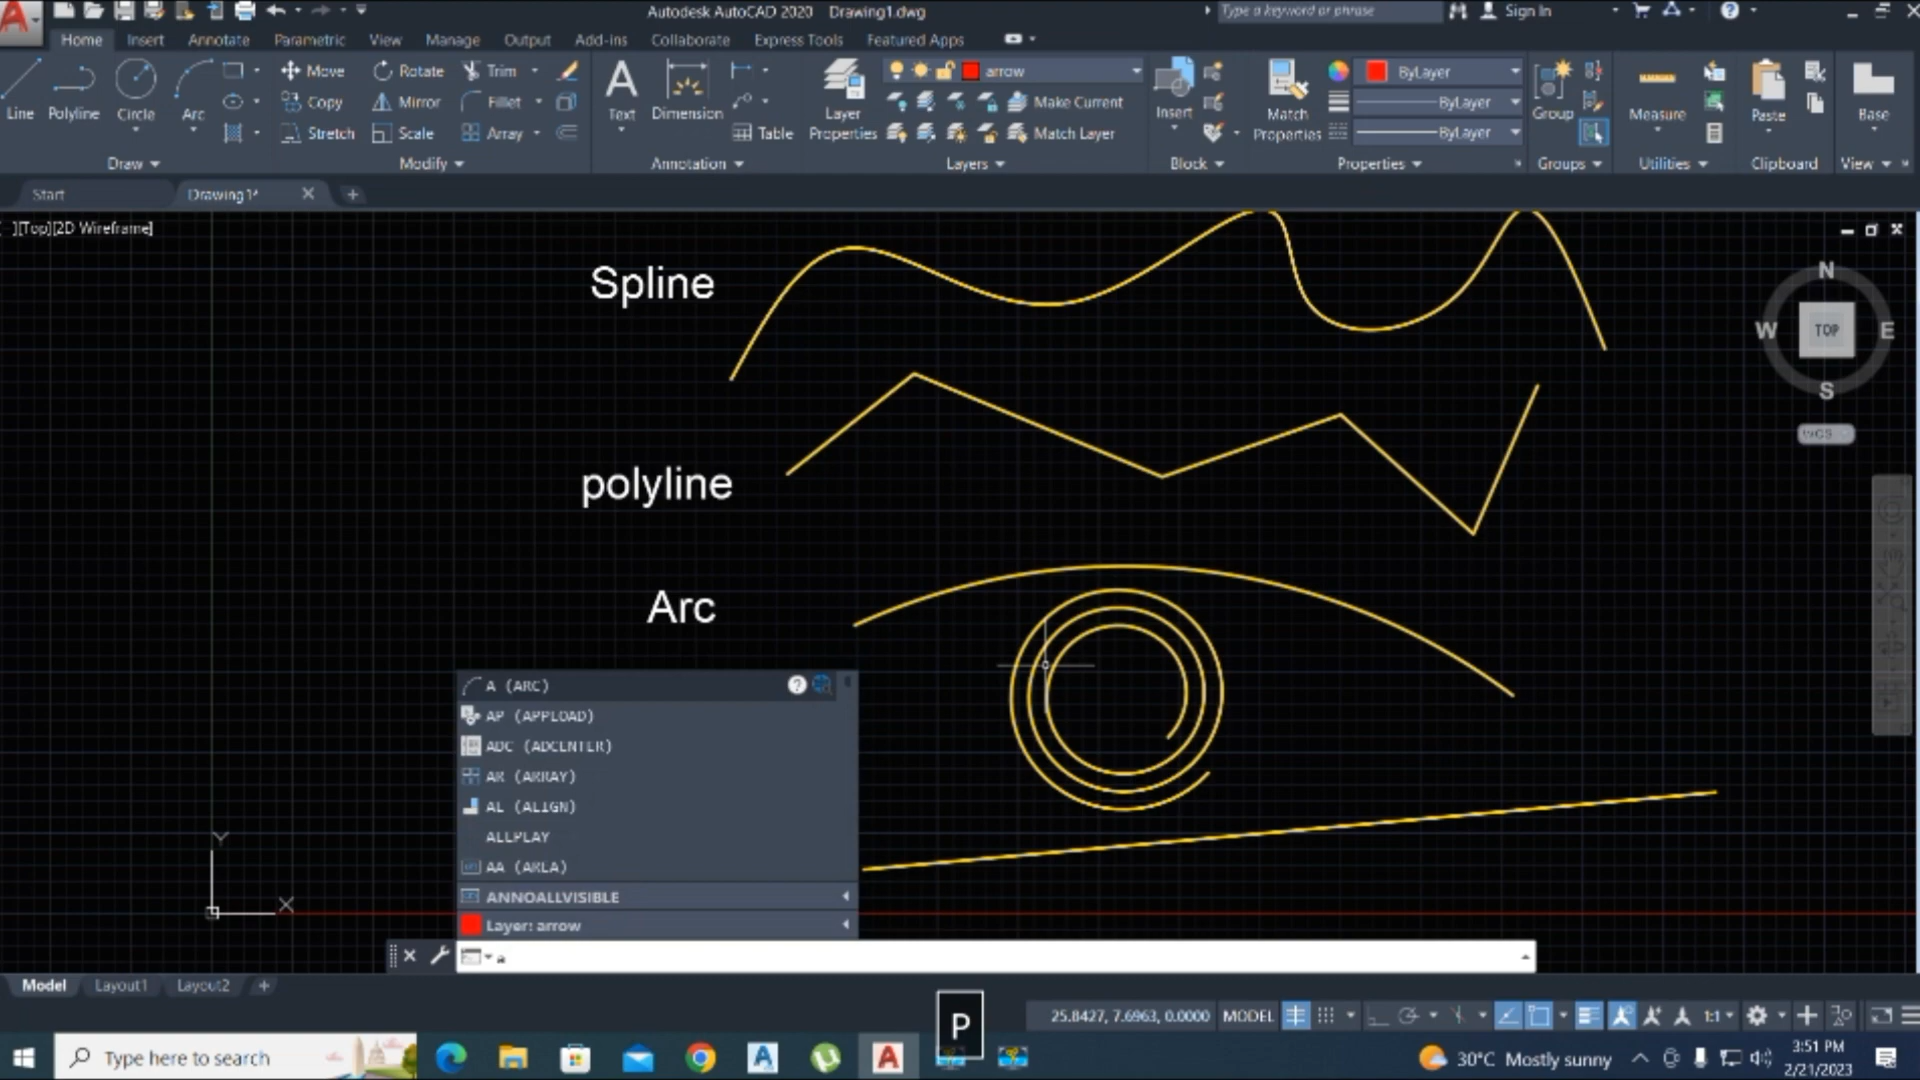 Autodesk AutoCAD 2020 Drawing1.dwg
Type a keyword or phrase
Sign In
Home Insert Annotate Parametric View Manage Output Add-ins Collaborate Express Tools Featured Apps
Line Polyline Circle Arc
Move Rotate Trim
Copy Mirror Fillet
Stretch Scale Array
Text Dimension
Table
Layer Properties
arrow
Make Current
Match Layer
Insert
Match Properties
ByLayer
ByLayer
ByLayer
Group
Measure
Paste
Base
Draw Modify Annotation Layers Block Properties Groups Utilities Clipboard View
Start Drawing1*
][Top][2D Wireframe]
N
W TOP E
S
WCS
Spline
polyline
Arc
A (ARC)
AP (APPLOAD)
ADC (ADCENTER)
AR (ARRAY)
AL (ALIGN)
ALLPLAY
AA (AREA)
ANNOALLVISIBLE
Layer: arrow
Y
X
a
Model Layout1 Layout2
P
25.8427, 7.6963, 0.0000 MODEL
1:1
Type here to search
30°C Mostly sunny
3:51 PM
2/21/2023